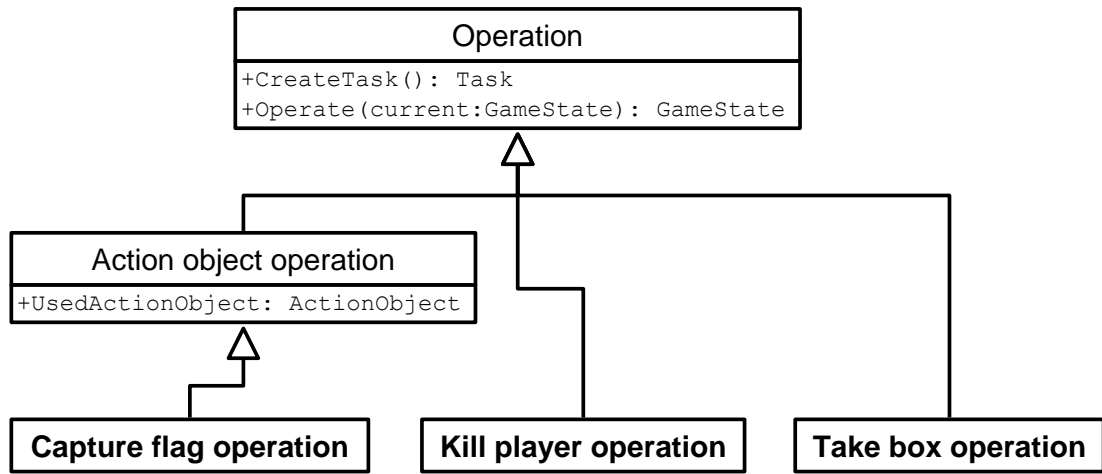 Operation
+CreateTask(): Task
+Operate(current:GameState): GameState
Action object operation
+UsedActionObject: ActionObject
Capture flag operation
Kill player operation
Take box operation